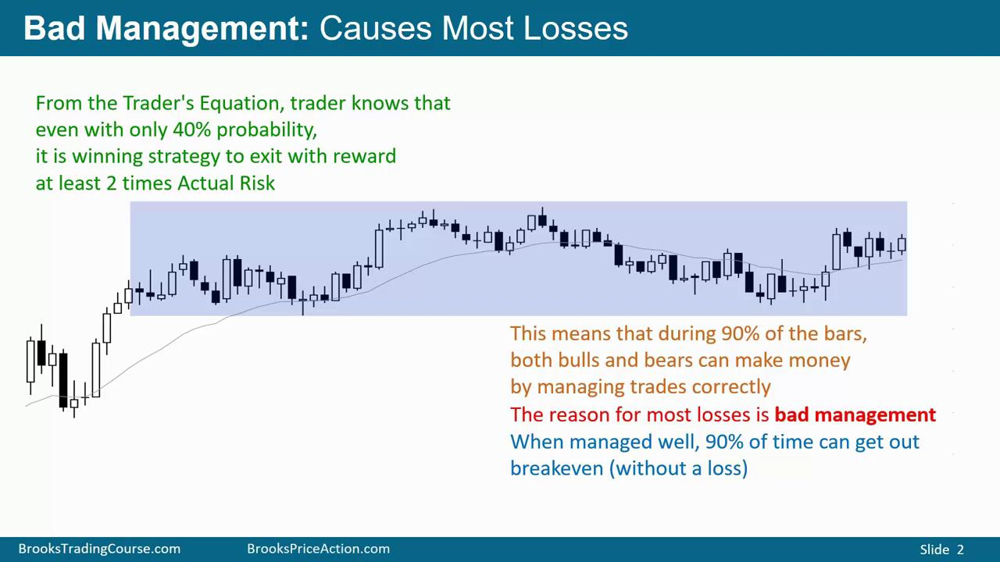 Bad Management: Causes Most Losses
From the Trader's Equation, trader knows that
even with only 40% probability,
it is winning strategy to exit with reward
at least 2 times Actual Risk
This means that during 90% of the bars,
both bulls and bears can make money
by managing trades correctly
The reason for most losses is bad management
When managed well, 90% of time can get out
breakeven (without a loss)
BrooksTradingCourse.com
BrooksPriceAction.com
Slide 2